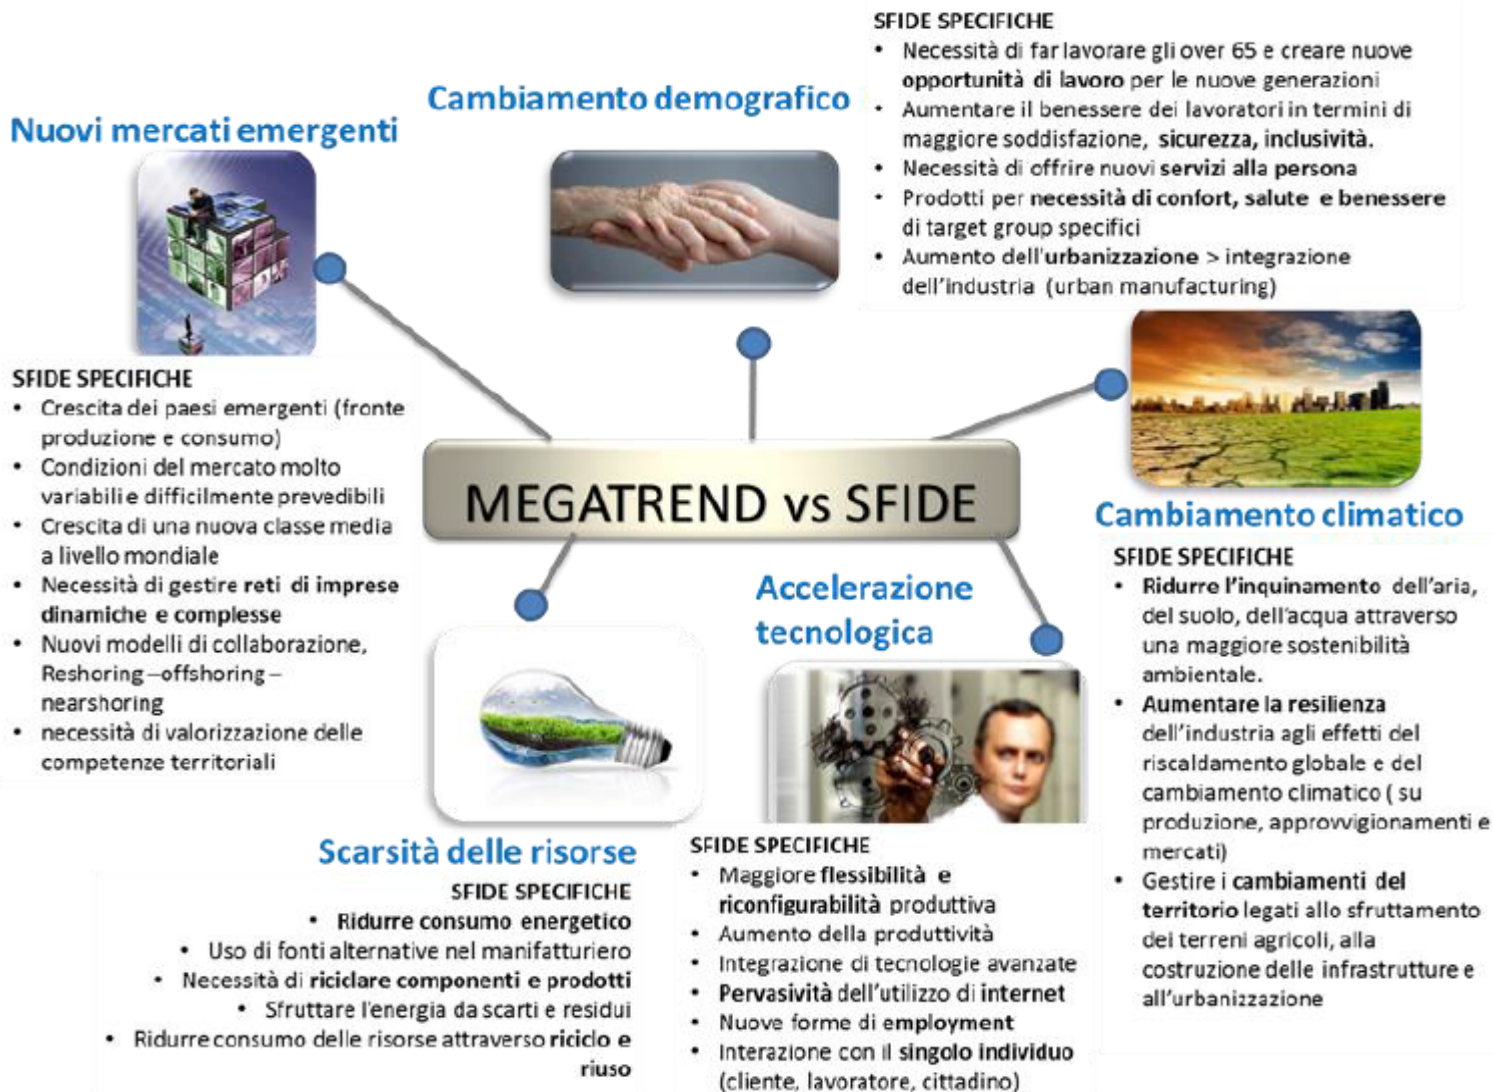 Nuovi mercati emergenti
SFIDE SPECIFICHE
• Crescita dei paesi emergenti (fronte
produzione e consumo)
• Condizioni del mercato molto
variabili e difficilmente prevedibili
• Crescita di una nuova classe media
a livello mondiale
• Necessità di gestire reti di imprese
dinamiche e complesse
• Nuovi modelli di collaborazione,
Reshoring –offshoring –
nearshoring
• necessità di valorizzazione delle
competenze territoriali
Cambiamento demografico
SFIDE SPECIFICHE
• Necessità di far lavorare gli over 65 e creare nuove
opportunità di lavoro per le nuove generazioni
• Aumentare il benessere dei lavoratori in termini di
maggiore soddisfazione, sicurezza, inclusività.
• Necessità di offrire nuovi servizi alla persona
• Prodotti per necessità di confort, salute e benessere
di target group specifici
• Aumento dell'urbanizzazione > integrazione
dell'industria (urban manufacturing)
MEGATREND vs SFIDE
Cambiamento climatico
SFIDE SPECIFICHE
• Ridurre l'inquinamento dell'aria,
del suolo, dell'acqua attraverso
una maggiore sostenibilità
ambientale.
• Aumentare la resilienza
dell'industria agli effetti del
riscaldamento globale e del
cambiamento climatico ( su
produzione, approvvigionamenti e
mercati)
• Gestire i cambiamenti del
territorio legati allo sfruttamento
dei terreni agricoli, alla
costruzione delle infrastrutture e
all'urbanizzazione
Scarsità delle risorse
SFIDE SPECIFICHE
• Ridurre consumo energetico
• Uso di fonti alternative nel manifatturiero
• Necessità di riciclare componenti e prodotti
• Sfruttare l'energia da scarti e residui
• Ridurre consumo delle risorse attraverso riciclo e
riuso
Accelerazione
tecnologica
SFIDE SPECIFICHE
• Maggiore flessibilità e
riconfigurabilità produttiva
• Aumento della produttività
• Integrazione di tecnologie avanzate
• Pervasività dell'utilizzo di internet
• Nuove forme di employment
• Interazione con il singolo individuo
(cliente, lavoratore, cittadino)